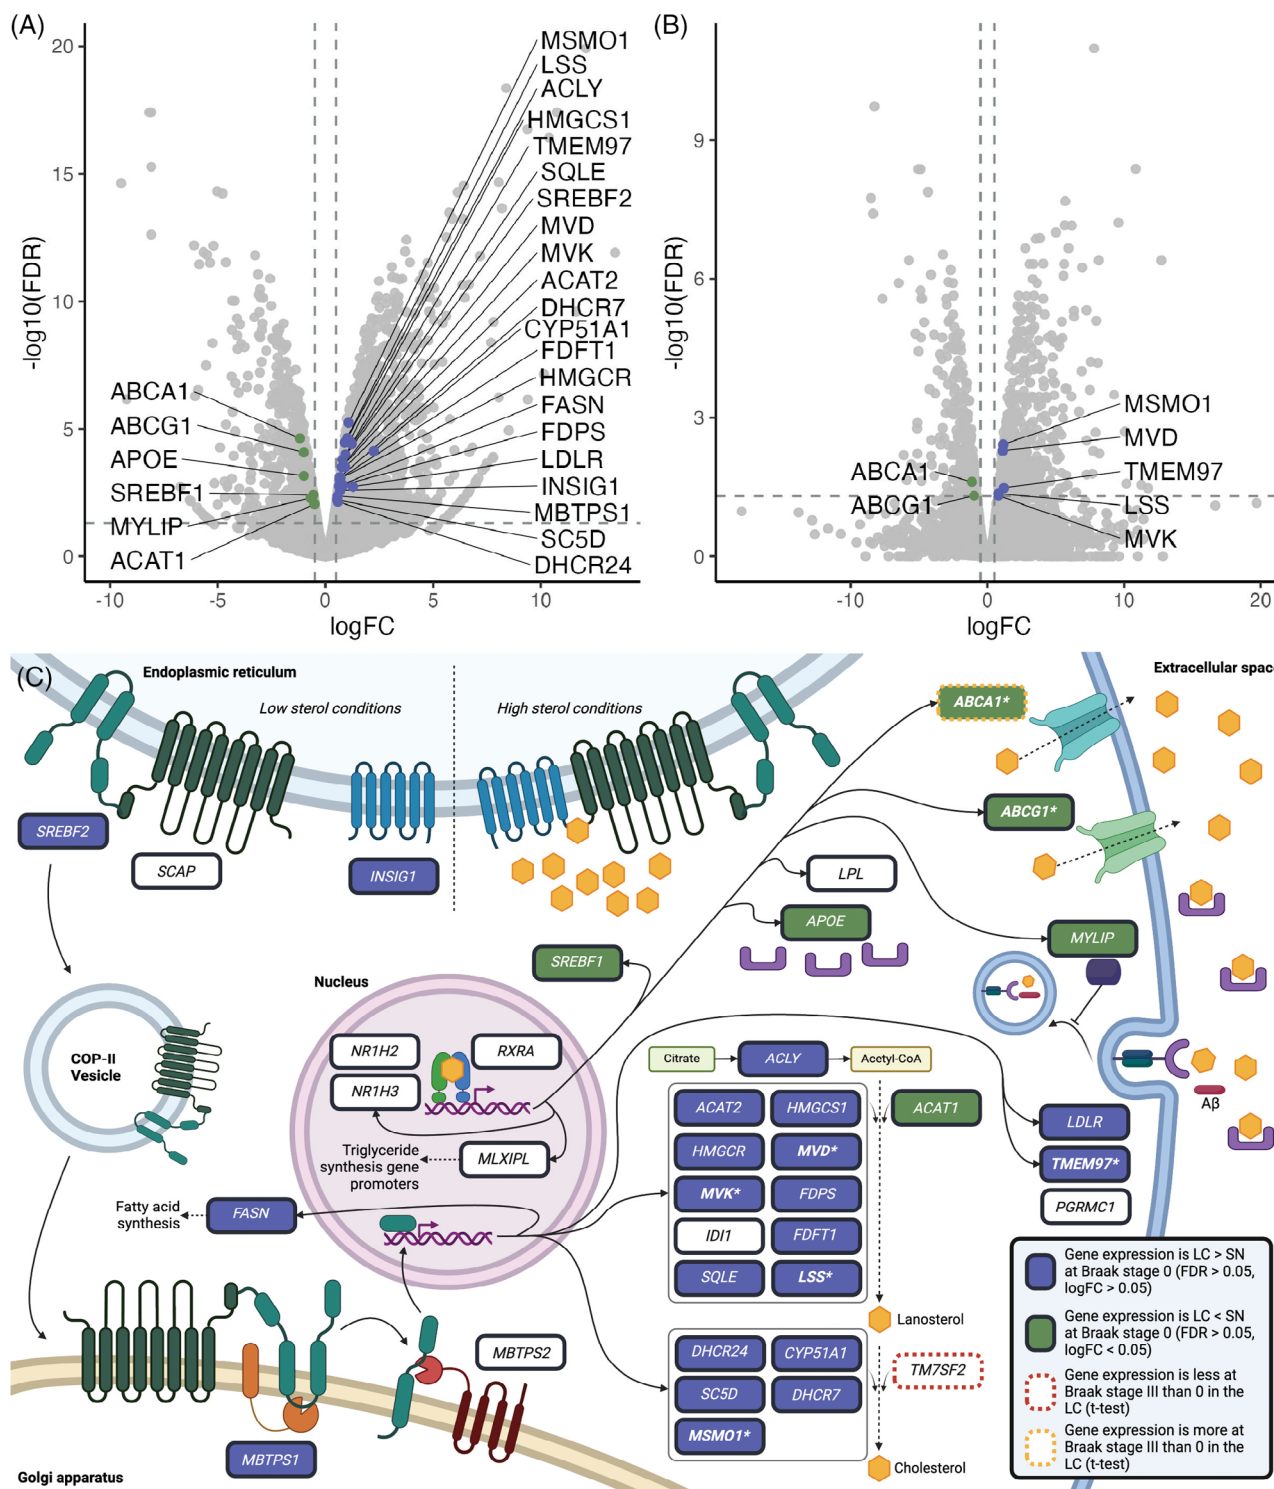 (A)
20
15
10
5
0
-log10(FDR)
-10
-5
0
5
10
logFC
MSMO1
LSS
ACLY
HMGCS1
TMEM97
SQLE
SREBF2
MVD
MVK
ACAT2
DHCR7
CYP51A1
FDFT1
HMGCR
FASN
FDPS
LDLR
INSIG1
MBTPS1
SC5D
DHCR24
ABCA1
ABCG1
APOE
SREBF1
MYLIP
ACAT1
(B)
9
6
3
0
-log10(FDR)
-10
0
10
20
logFC
MSMO1
MVD
TMEM97
LSS
MVK
ABCA1
ABCG1
(C)
Endoplasmic reticulum
Low sterol conditions
High sterol conditions
Extracellular space
SREBF2
SCAP
INSIG1
ABCA1*
ABCG1*
LPL
APOE
MYLIP
SREBF1
Nucleus
NR1H2
RXRA
NR1H3
MLXIPL
Triglyceride
synthesis gene
promoters
COP-II
Vesicle
Fatty acid
synthesis
FASN
Citrate
ACLY
Acetyl-CoA
ACAT2
HMGCS1
ACAT1
HMGCR
MVD*
MVK*
FDPS
IDI1
FDFT1
SQLE
LSS*
Lanosterol
DHCR24
CYP51A1
TM7SF2
SC5D
DHCR7
MSMO1*
Cholesterol
Aβ
LDLR
TMEM97*
PGRMC1
MBTPS2
MBTPS1
Golgi apparatus
Gene expression is LC > SN
at Braak stage 0 (FDR > 0.05,
logFC > 0.05)
Gene expression is LC < SN
at Braak stage 0 (FDR > 0.05,
logFC < 0.05)
Gene expression is less at
Braak stage III than 0 in the
LC (t-test)
Gene expression is more at
Braak stage III than 0 in the
LC (t-test)